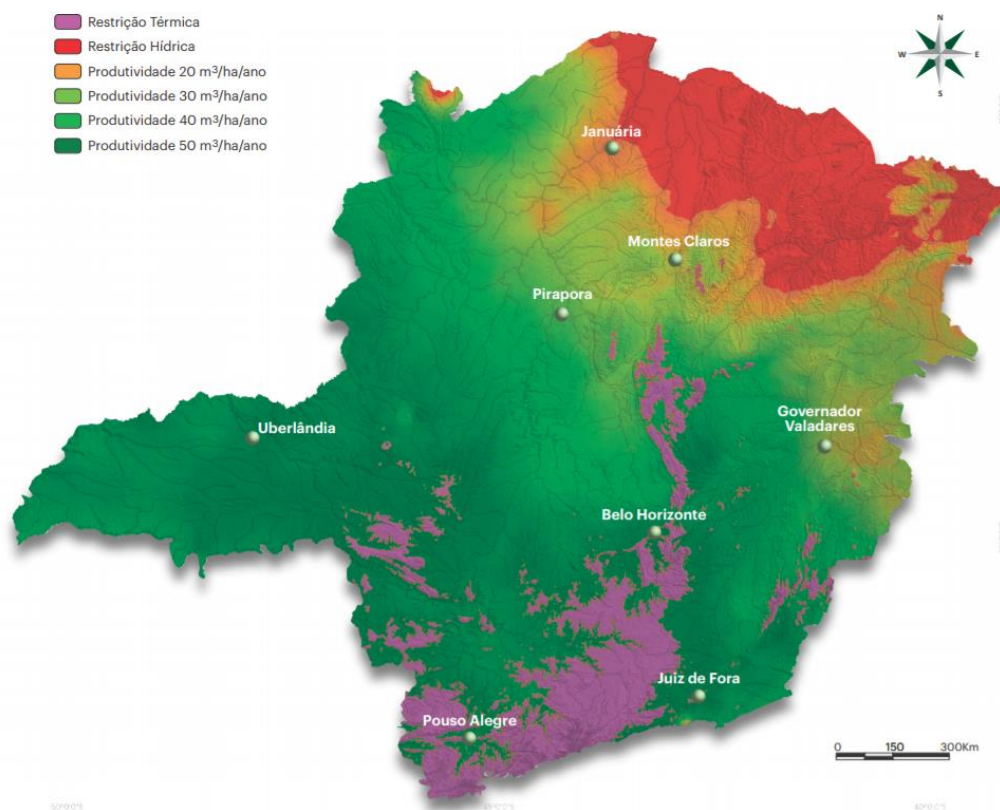 Restrição Térmica
Restrição Hídrica
Produtividade 20 m³/ha/ano
Produtividade 30 m³/ha/ano
Produtividade 40 m³/ha/ano
Produtividade 50 m³/ha/ano
N
W E
S
Januária
Montes Claros
Pirapora
Governador
Valadares
Uberlândia
Belo Horizonte
Juiz de Fora
Pouso Alegre
0 150 300Km